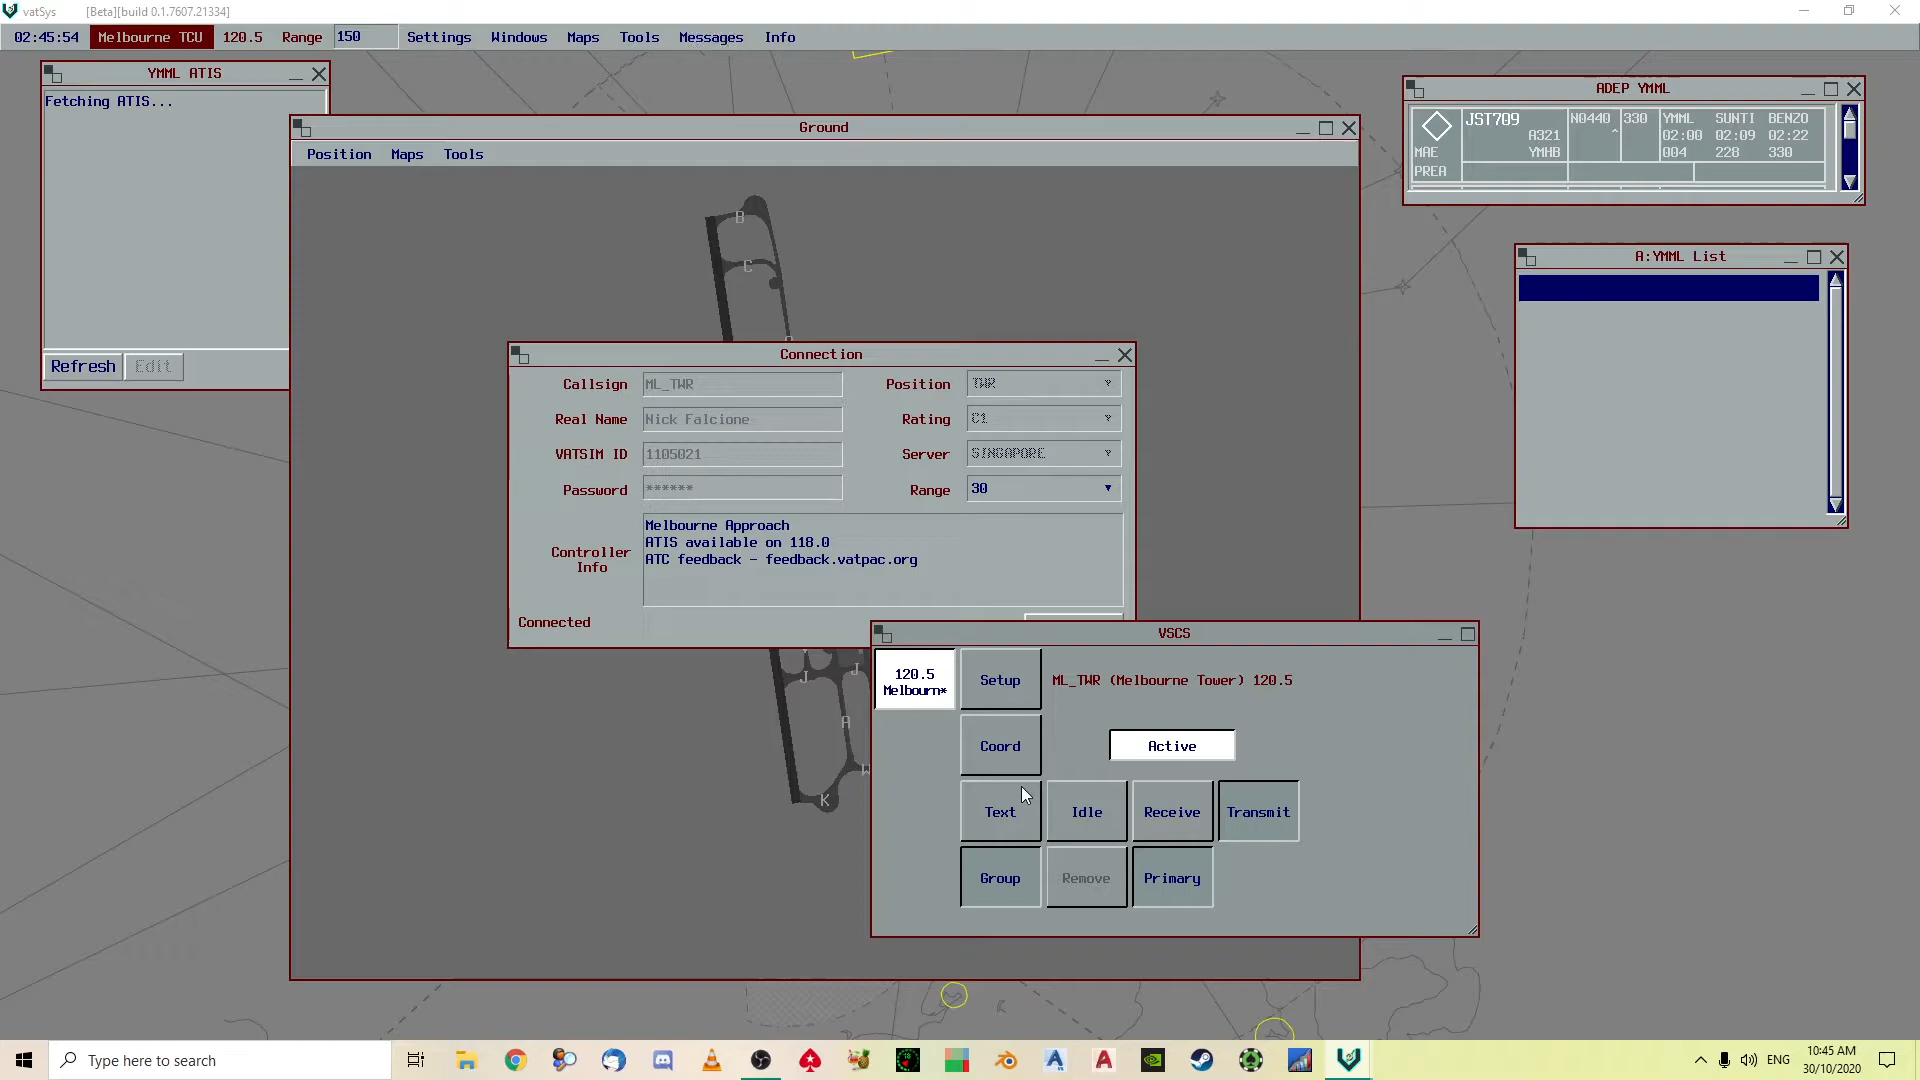 vatSys [Beta][build 0.1.7607.21334]
02:45:54 Melbourne TCU 120.5 Range 150 Settings Windows Maps Tools Messages Info
YMML ATIS
Fetching ATIS...
Refresh Edit
Ground
Position Maps Tools
B
C
J
J
A
W
K
Connection
Callsign ML_TWR Position TWR
Real Name Nick Falcione Rating C1
VATSIM ID 1105021 Server SINGAPORE
Password ****** Range 30
Controller Info
Melbourne Approach
ATIS available on 118.0
ATC feedback - feedback.vatpac.org
Connected
VSCS
120.5 Setup ML_TWR (Melbourne Tower) 120.5
Melbourn*
Coord Active
Text Idle Receive Transmit
Group Remove Primary
ADEP YMML
JST709 N0440 330 YMML SUNTI BENZO
A321 ^ 02:00 02:09 02:22
MAE YMHB 004 228 330
PREA
A:YMML List
Type here to search
ENG
10:45 AM
30/10/2020